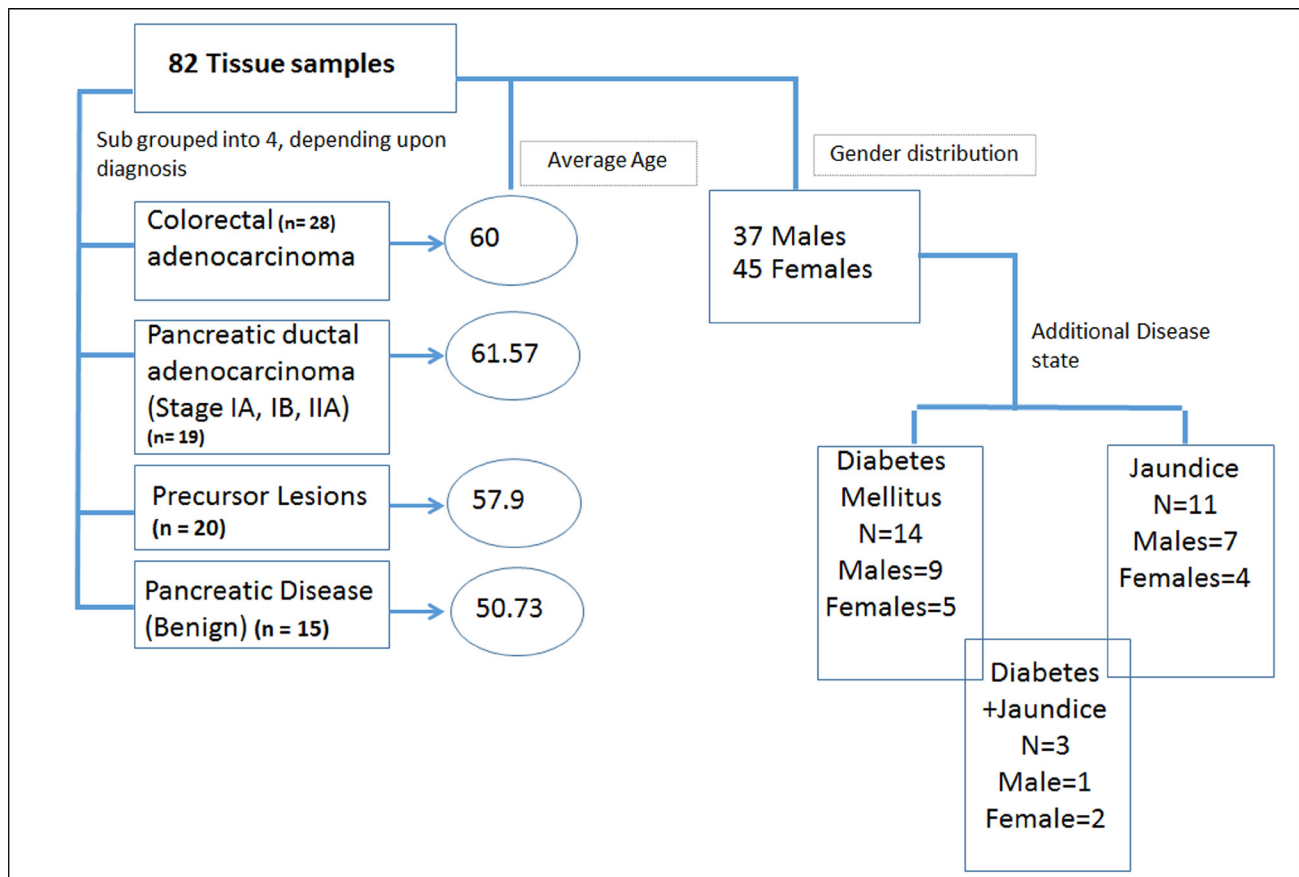 82 Tissue samples
Sub grouped into 4, depending upon
diagnosis
Average Age
Gender distribution
Colorectal (n= 28)
adenocarcinoma
60
37 Males
45 Females
Pancreatic ductal
adenocarcinoma
(Stage IA, IB, IIA)
(n= 19)
61.57
Additional Disease
state
Precursor Lesions
(n = 20)
57.9
Pancreatic Disease
(Benign) (n = 15)
50.73
Diabetes
Mellitus
N=14
Males=9
Females=5
Jaundice
N=11
Males=7
Females=4
Diabetes
+Jaundice
N=3
Male=1
Female=2